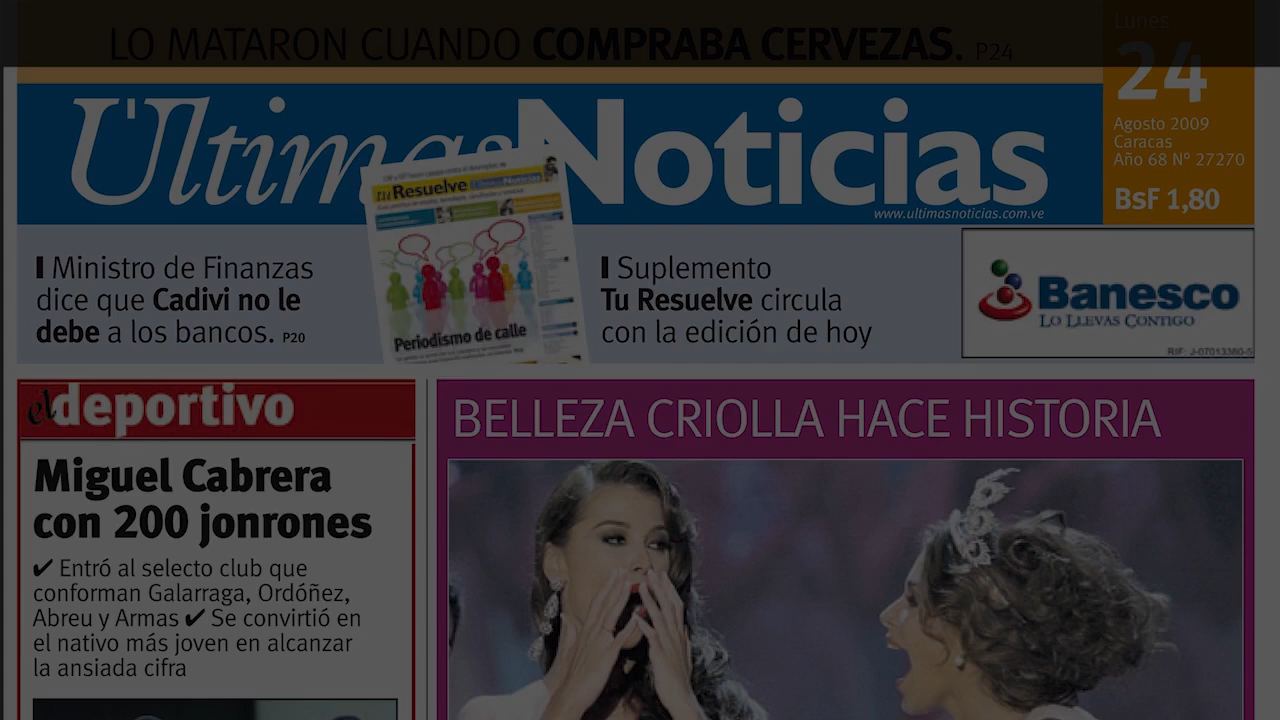 LO MATARON CUANDO COMPRABA CERVEZAS. P24
Lunes
24
Agosto 2009
Caracas
Año 68 Nº 27270
BsF 1,80
Últimas Noticias
www.ultimasnoticias.com.ve
Ministro de Finanzas
dice que Cadivi no le
debe a los bancos. P20
tu Resuelve
Periodismo de calle
Suplemento
Tu Resuelve circula
con la edición de hoy
Banesco
LO LLEVAS CONTIGO
RIF: J-07013380-5
el deportivo
Miguel Cabrera
con 200 jonrones
✔ Entró al selecto club que
conforman Galarraga, Ordóñez,
Abreu y Armas ✔ Se convirtió en
el nativo más joven en alcanzar
la ansiada cifra
BELLEZA CRIOLLA HACE HISTORIA